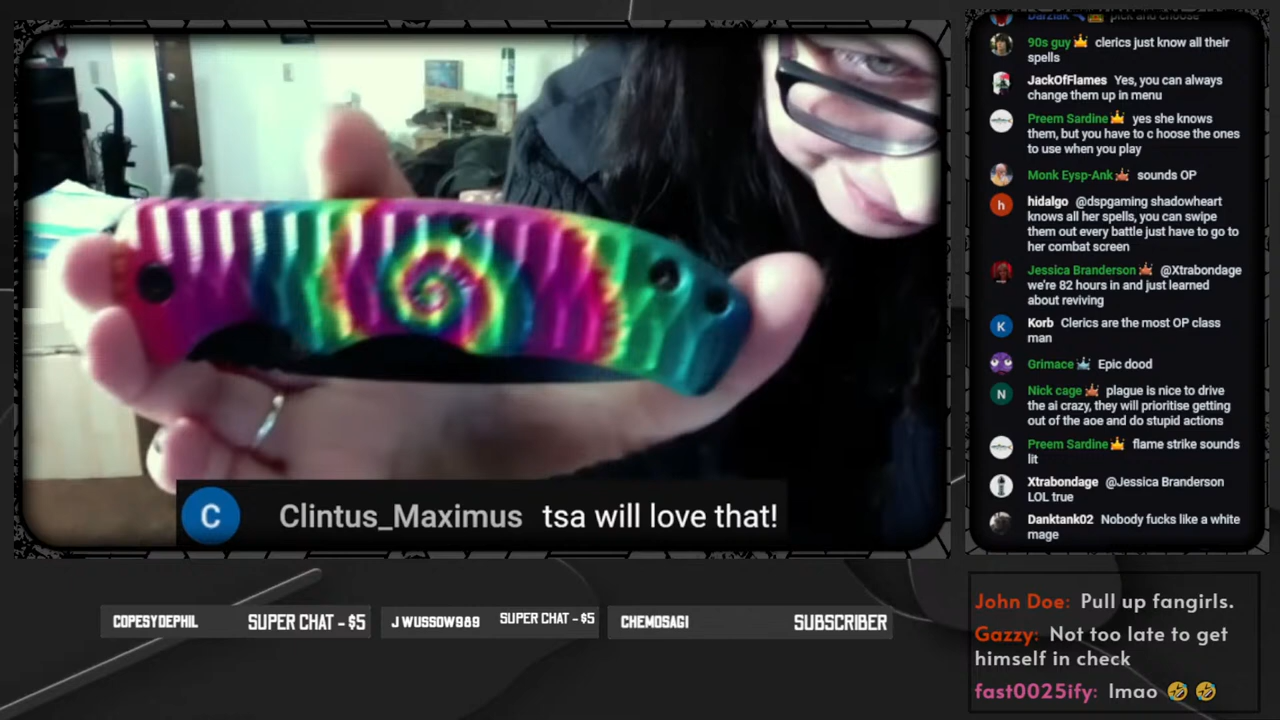 Clintus_Maximus tsa will love that!
COPESYDEPHIL SUPER CHAT - $5
J WUSSOW989 SUPER CHAT - $5
CHEMOSAGI SUBSCRIBER
Darziak pick and choose
90s guy clerics just know all their
spells
JackOfFlames Yes, you can always
change them up in menu
Preem Sardine yes she knows
them, but you have to c hoose the ones
to use when you play
Monk Eysp-Ank sounds OP
hidalgo @dspgaming shadowheart
knows all her spells, you can swipe
them out every battle just have to go to
her combat screen
Jessica Branderson @Xtrabondage
we're 82 hours in and just learned
about reviving
Korb Clerics are the most OP class
man
Grimace Epic dood
Nick cage plague is nice to drive
the ai crazy, they will prioritise getting
out of the aoe and do stupid actions
Preem Sardine flame strike sounds
lit
Xtrabondage @Jessica Branderson
LOL true
Danktank02 Nobody fucks like a white
mage
John Doe: Pull up fangirls.
Gazzy: Not too late to get
himself in check
fast0025ify: lmao 🤣 🤣